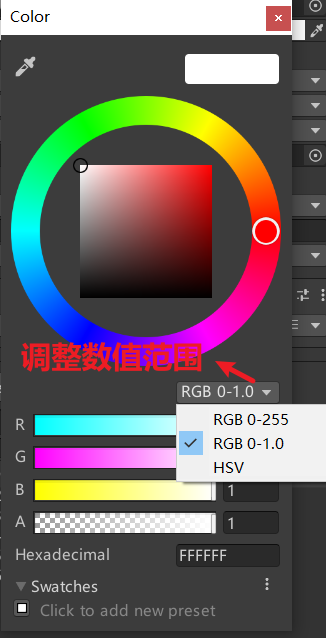 Color
调整数值范围
RGB 0-1.0
RGB 0-255
RGB 0-1.0
HSV
R
G
B 1
A 1
Hexadecimal FFFFFF
Swatches
Click to add new preset